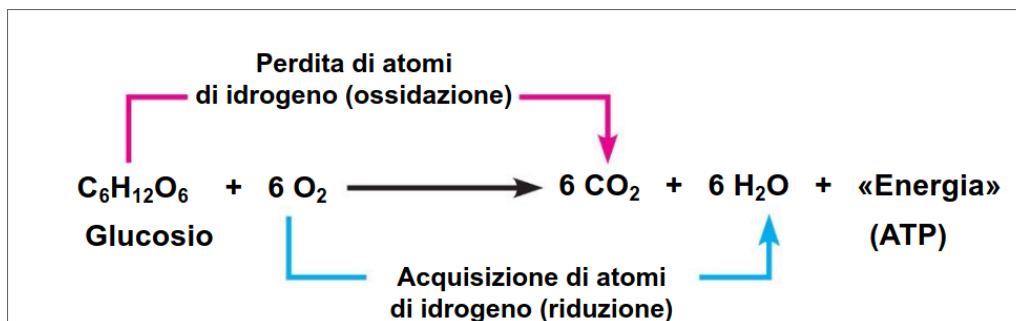 Perdita di atomi
di idrogeno (ossidazione)
C₆H₁₂O₆ + 6 O₂ → 6 CO₂ + 6 H₂O + «Energia»
Glucosio (ATP)
Acquisizione di atomi
di idrogeno (riduzione)